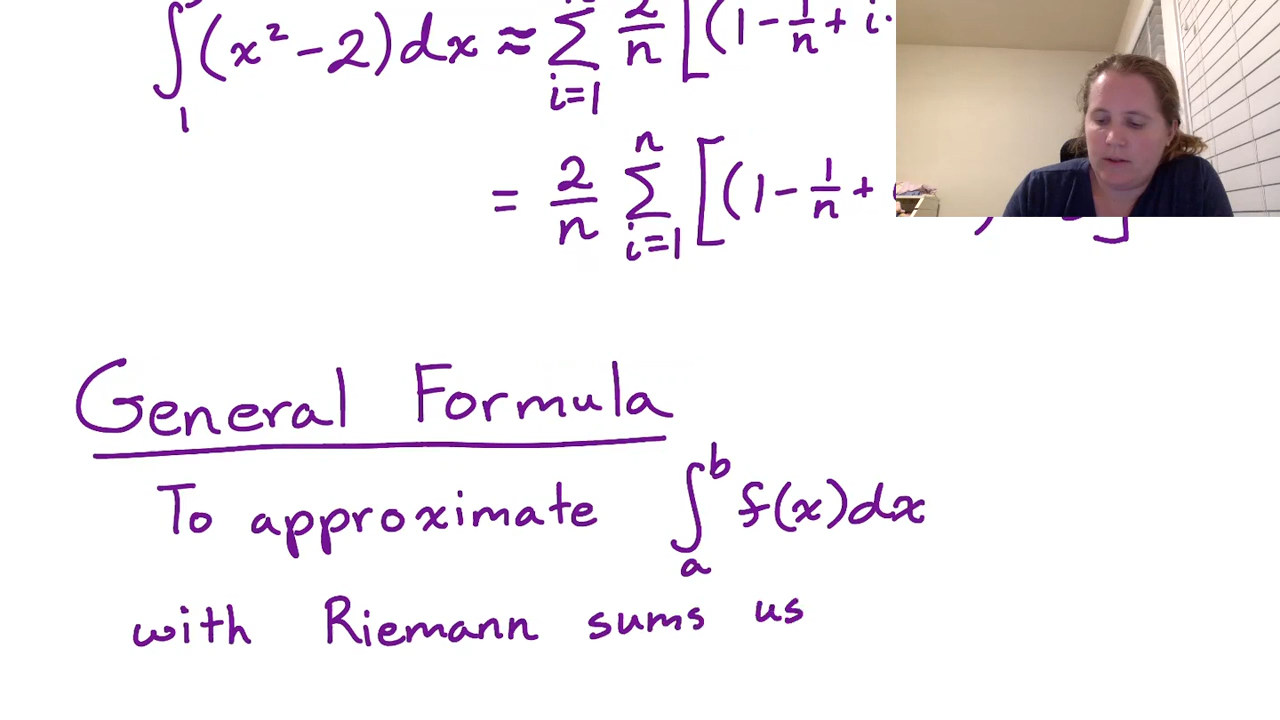 ∫₁ (x² - 2) dx ≈ Σ i=1 2/n [(1 - 1/n + i·
= 2/n Σ i=1 n [(1 - 1/n + ]
General Formula
To approximate ∫ₐᵇ f(x)dx
with Riemann sums us